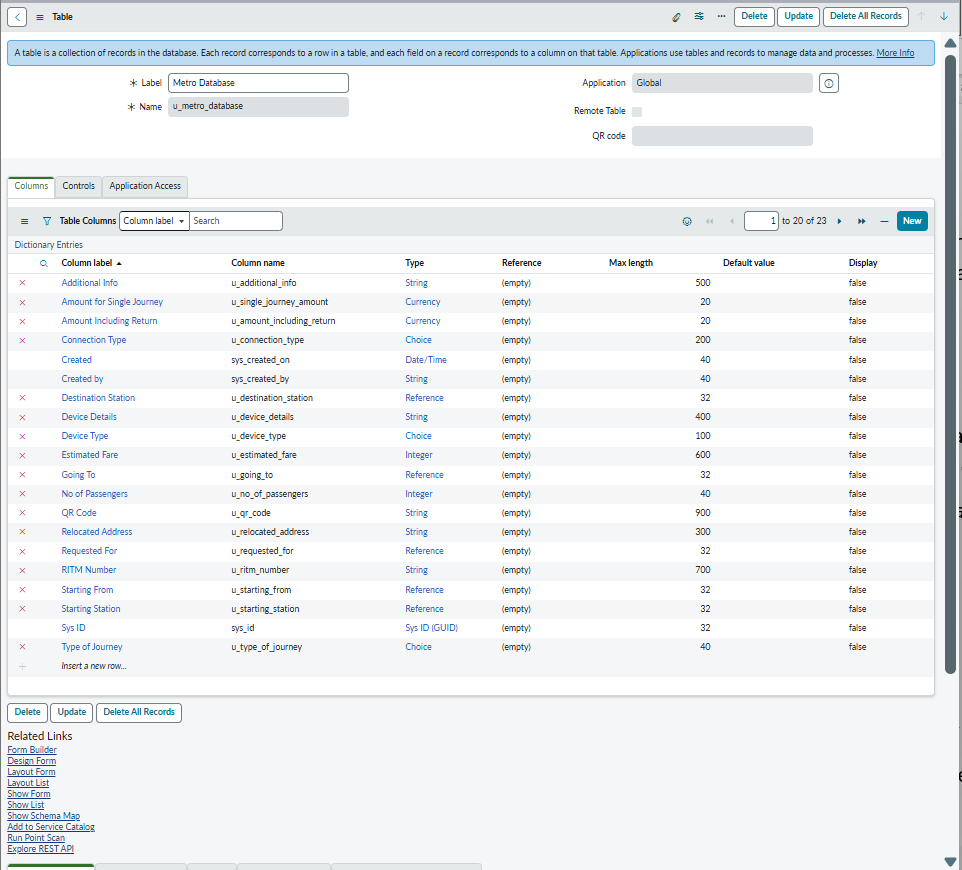 Table Delete Update Delete All Records
A table is a collection of records in the database. Each record corresponds to a row in a table, and each field on a record corresponds to a column on that table. Applications use tables and records to manage data and processes. More Info
Label Metro Database Application Global
Name u_metro_database Remote Table
QR code
Columns Controls Application Access
Table Columns Column label Search 1 to 20 of 23 New
Dictionary Entries
Column label Column name Type Reference Max length Default value Display
Additional Info u_additional_info String (empty) 500 false
Amount for Single Journey u_single_journey_amount Currency (empty) 20 false
Amount Including Return u_amount_including_return Currency (empty) 20 false
Connection Type u_connection_type Choice (empty) 200 false
Created sys_created_on Date/Time (empty) 40 false
Created by sys_created_by String (empty) 40 false
Destination Station u_destination_station Reference (empty) 32 false
Device Details u_device_details String (empty) 400 false
Device Type u_device_type Choice (empty) 100 false
Estimated Fare u_estimated_fare Integer (empty) 600 false
Going To u_going_to Reference (empty) 32 false
No of Passengers u_no_of_passengers Integer (empty) 40 false
QR Code u_qr_code String (empty) 900 false
Relocated Address u_relocated_address String (empty) 300 false
Requested For u_requested_for Reference (empty) 32 false
RITM Number u_ritm_number String (empty) 700 false
Starting From u_starting_from Reference (empty) 32 false
Starting Station u_starting_station Reference (empty) 32 false
Sys ID sys_id Sys ID (GUID) (empty) 32 false
Type of Journey u_type_of_journey Choice (empty) 40 false
Insert a new row...
Delete Update Delete All Records
Related Links
Form Builder
Design Form
Layout Form
Layout List
Show Form
Show List
Show Schema Map
Add to Service Catalog
Run Point Scan
Explore REST API